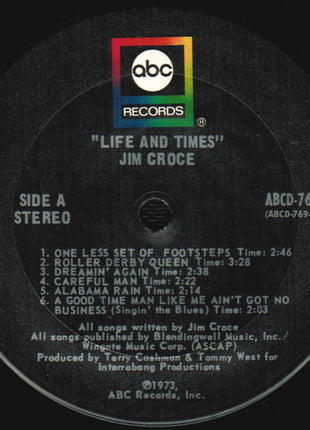 abc
RECORDS
®
"LIFE AND TIMES"
JIM CROCE
SIDE A
STEREO
ABCD-76
(ABCD-769-
1. ONE LESS SET OF FOOTSTEPS Time: 2:46
2. ROLLER DERBY QUEEN Time: 3:28
3. DREAMIN' AGAIN Time: 2:38
4. CAREFUL MAN Time: 2:22
5. ALABAMA RAIN Time: 2:14
6. A GOOD TIME MAN LIKE ME AIN'T GOT NO
BUSINESS (Singin' the Blues) Time: 2:03
All songs written by Jim Croce
All songs published by Blendingwell Music, Inc./
Wingate Music Corp. (ASCAP)
Produced by Terry Cashman & Tommy West for
Interrobang Productions
Ⓟ1973,
ABC Records, Inc.